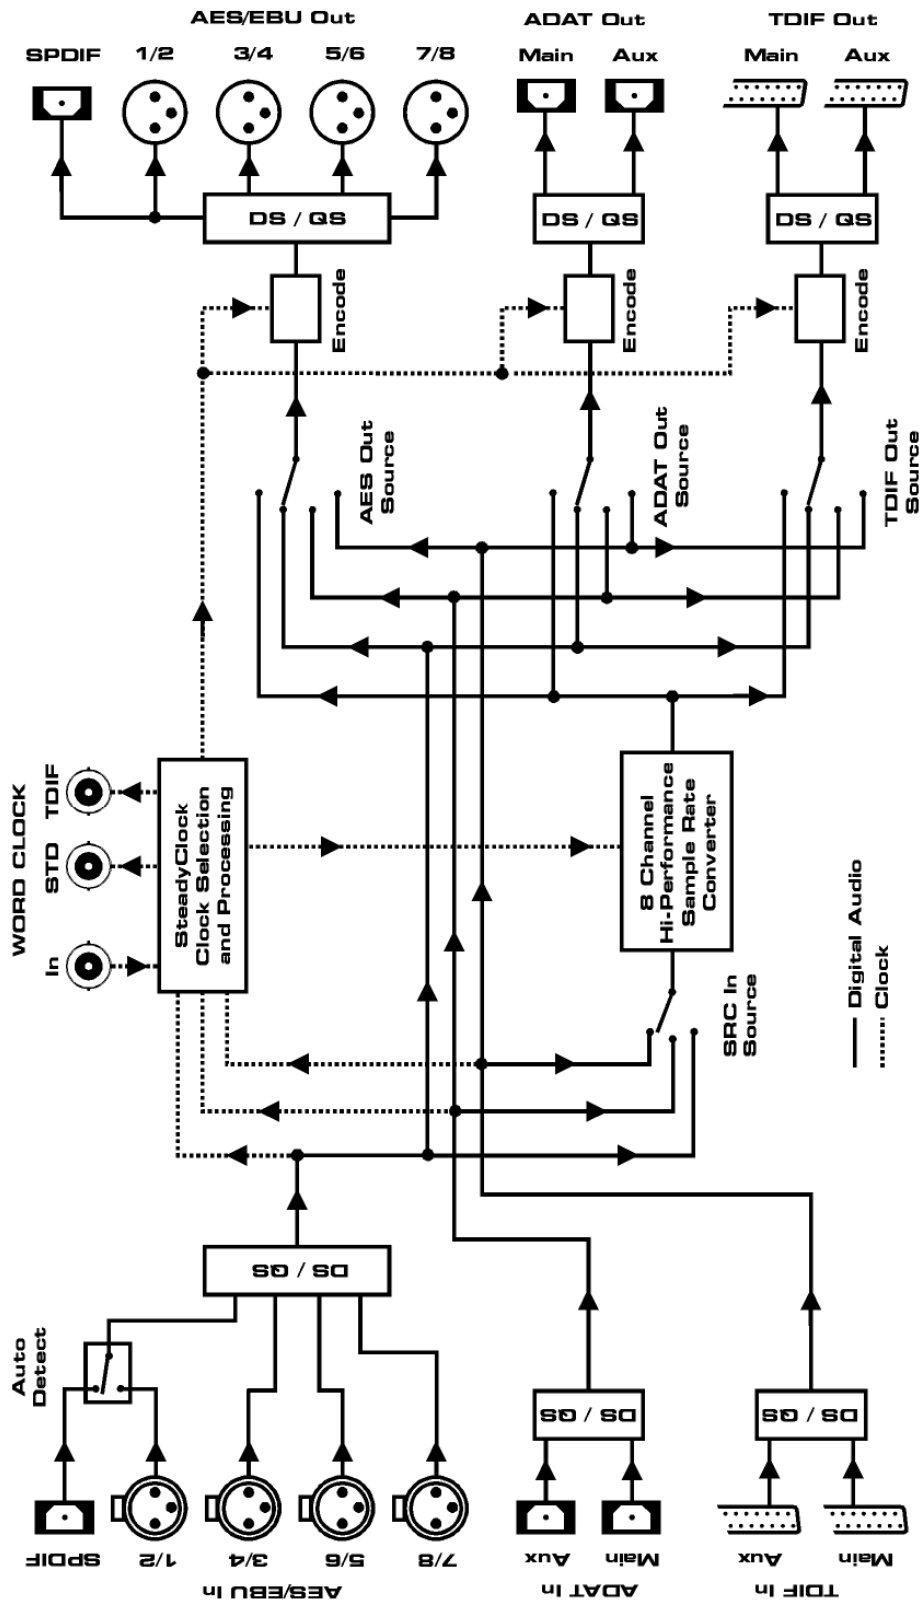 AES/EBU Out
ADAT Out
TDIF Out
SPDIF
1/2
3/4
5/6
7/8
Main
Aux
Main
Aux
DS / QS
DS / QS
DS / QS
Encode
Encode
Encode
AES Out
Source
ADAT Out
Source
TDIF Out
Source
WORD CLOCK
TDIF
STD
In
SteadyClock
Clock Selection
and Processing
8 Channel
Hi-Performance
Sample Rate
Converter
SRC In
Source
Digital Audio
Clock
DS / QS
Auto
Detect
DS / QS
DS / QS
SPDIF
1/2
3/4
5/6
7/8
Aux
Main
Aux
Main
AES/EBU In
ADAT In
TDIF In